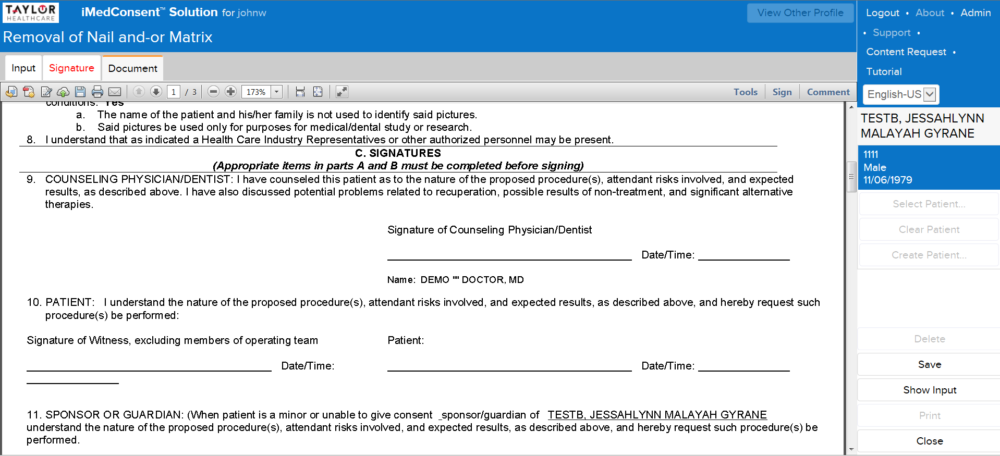 TAYLOR
HEALTHCARE
iMedConsent™ Solution for johnw
View Other Profile
Logout • About • Admin
• Support •
Content Request •
Tutorial
Removal of Nail and-or Matrix
Input Signature Document
English-US
1 / 3 173% Tools Sign Comment
conditions: Yes
a. The name of the patient and his/her family is not used to identify said pictures.
b. Said pictures be used only for purposes for medical/dental study or research.
8. I understand that as indicated a Health Care Industry Representatives or other authorized personnel may be present.
C. SIGNATURES
(Appropriate items in parts A and B must be completed before signing)
9. COUNSELING PHYSICIAN/DENTIST: I have counseled this patient as to the nature of the proposed procedure(s), attendant risks involved, and expected
results, as described above. I have also discussed potential problems related to recuperation, possible results of non-treatment, and significant alternative
therapies.
Signature of Counseling Physician/Dentist
Date/Time:
Name: DEMO "" DOCTOR, MD
10. PATIENT: I understand the nature of the proposed procedure(s), attendant risks involved, and expected results, as described above, and hereby request such
procedure(s) be performed:
Signature of Witness, excluding members of operating team Patient:
Date/Time: Date/Time:
11. SPONSOR OR GUARDIAN: (When patient is a minor or unable to give consent _sponsor/guardian of TESTB, JESSAHLYNN MALAYAH GYRANE
understand the nature of the proposed procedure(s), attendant risks involved, and expected results, as described above, and hereby request such procedure(s) be
performed.
TESTB, JESSAHLYNN
MALAYAH GYRANE
1111
Male
11/06/1979
Select Patient...
Clear Patient
Create Patient...
Delete
Save
Show Input
Print
Close